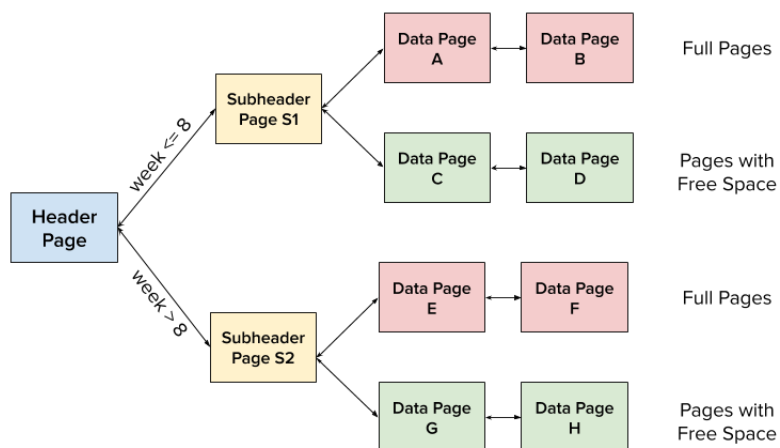 Header
Page
week <= 8
week > 8
Subheader
Page S1
Data Page
A
Data Page
B
Full Pages
Data Page
C
Data Page
D
Pages with
Free Space
Subheader
Page S2
Data Page
E
Data Page
F
Full Pages
Data Page
G
Data Page
H
Pages with
Free Space